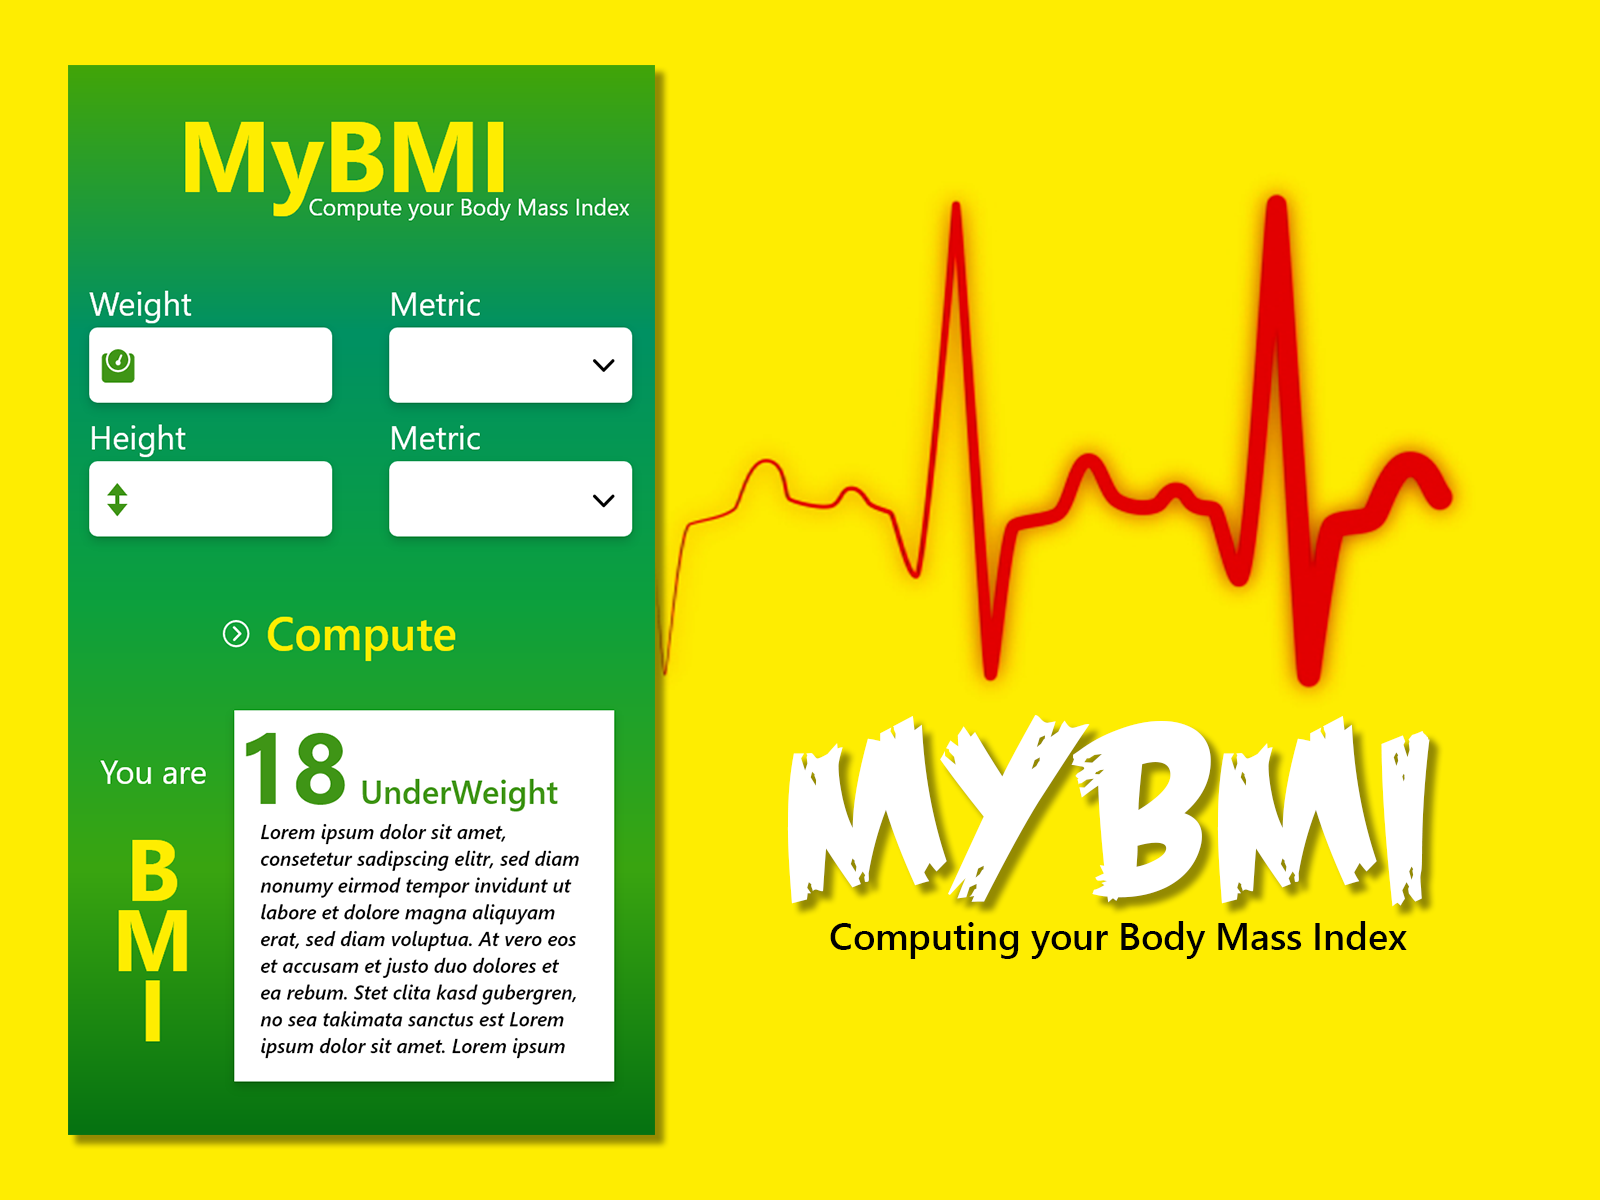 MyBMI
Compute your Body Mass Index
Weight
Metric
Height
Metric
Compute
You are
B
M
I
18 UnderWeight
Lorem ipsum dolor sit amet,
consetetur sadipscing elitr, sed diam
nonumy eirmod tempor invidunt ut
labore et dolore magna aliquyam
erat, sed diam voluptua. At vero eos
et accusam et justo duo dolores et
ea rebum. Stet clita kasd gubergren,
no sea takimata sanctus est Lorem
ipsum dolor sit amet. Lorem ipsum
MYBMI
Computing your Body Mass Index